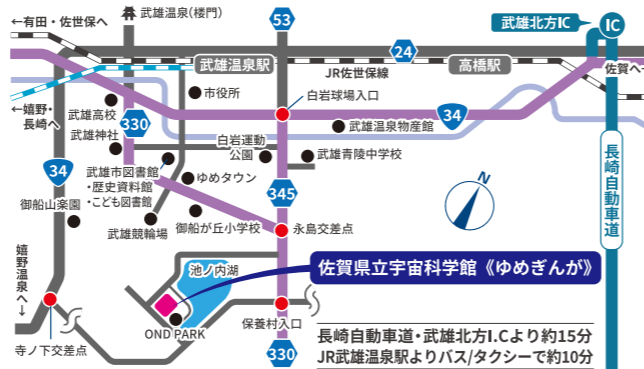 ←有田・佐世保へ
武雄温泉(楼門)
53
武雄北方IC
IC
24
武雄温泉駅
JR佐世保線
高橋駅
佐賀へ→
市役所
白岩球場入口
←嬉野・
長崎へ
武雄高校
330
武雄神社
武雄温泉物産館
34
白岩運動
公園
武雄青陵中学校
長崎自動車道
34
武雄市図書館
・歴史資料館
・こども図書館
ゆめタウン
345
N
御船山楽園
武雄競輪場
御船が丘小学校
永島交差点
嬉野温泉へ→
池ノ内湖
佐賀県立宇宙科学館《ゆめぎんが》
OND PARK
保養村入口
寺ノ下交差点
330
長崎自動車道・武雄北方I.Cより約15分
JR武雄温泉駅よりバス/タクシーで約10分